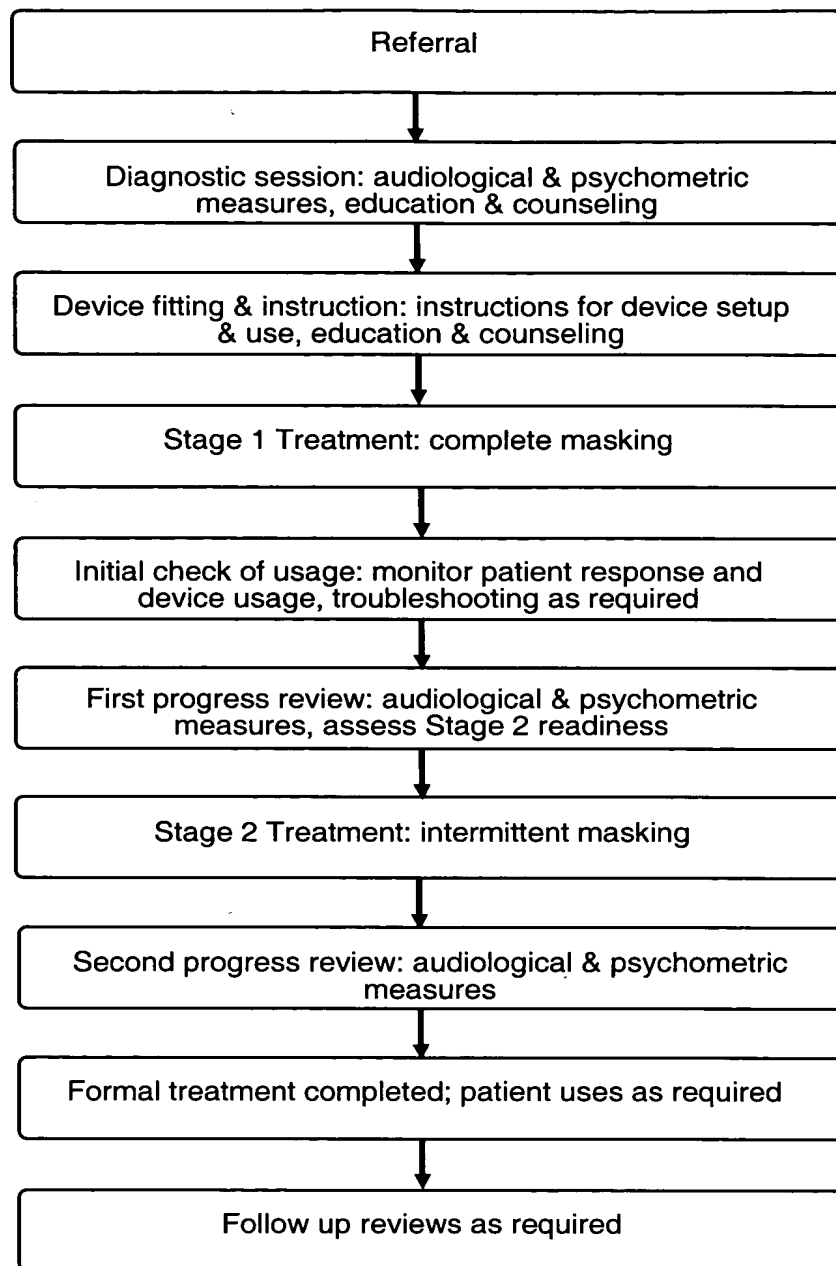 Referral
Diagnostic session: audiological & psychometric
measures, education & counseling
Device fitting & instruction: instructions for device setup
& use, education & counseling
Stage 1 Treatment: complete masking
Initial check of usage: monitor patient response and
device usage, troubleshooting as required
First progress review: audiological & psychometric
measures, assess Stage 2 readiness
Stage 2 Treatment: intermittent masking
Second progress review: audiological & psychometric
measures
Formal treatment completed; patient uses as required
Follow up reviews as required